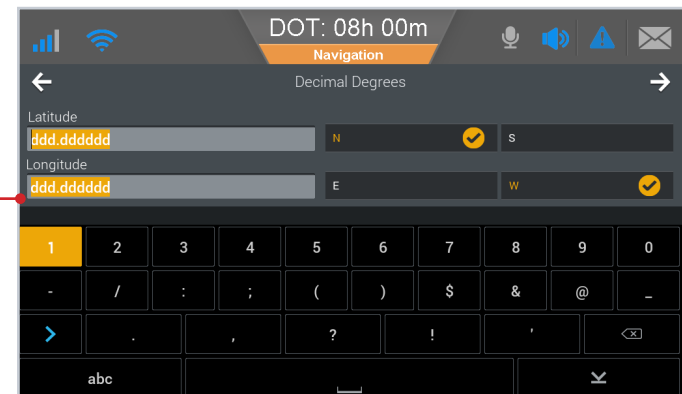 DOT: 08h 00m
Navigation
Decimal Degrees
Latitude
ddd.dddddd
N
S
Longitude
ddd.dddddd
E
W
1 2 3 4 5 6 7 8 9 0
- / : ; ( ) $ & @ _
. , ? ! '
abc